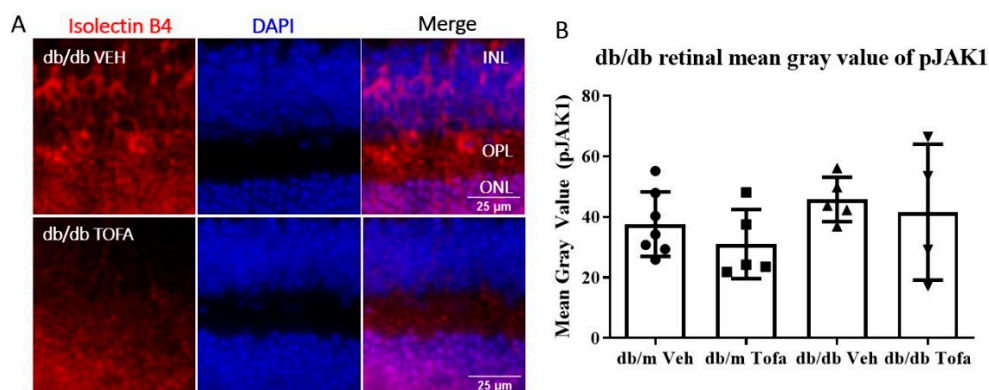 A
Isolectin B4 DAPI Merge
db/db VEH
INL
OPL
ONL
25 µm
db/db TOFA
25 µm
B
db/db retinal mean gray value of pJAK1
Mean Gray Value (pJAK1)
80
60
40
20
0
db/m Veh db/m Tofa db/db Veh db/db Tofa